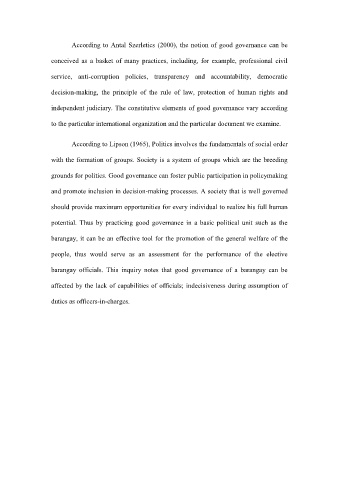 According to Antal Szerletics (2000), the notion of good governance can be
conceived as a basket of many practices, including, for example, professional civil
service, anti-corruption policies, transparency and accountability, democratic
decision-making, the principle of the rule of law, protection of human rights and
independent judiciary. The constitutive elements of good governance vary according
to the particular international organization and the particular document we examine.
According to Lipson (1965), Politics involves the fundamentals of social order
with the formation of groups. Society is a system of groups which are the breeding
grounds for politics. Good governance can foster public participation in policymaking
and promote inclusion in decision-making processes. A society that is well governed
should provide maximum opportunities for every individual to realize his full human
potential. Thus by practicing good governance in a basic political unit such as the
barangay, it can be an effective tool for the promotion of the general welfare of the
people, thus would serve as an assessment for the performance of the elective
barangay officials. This inquiry notes that good governance of a barangay can be
affected by the lack of capabilities of officials; indecisiveness during assumption of
duties as officers-in-charges.